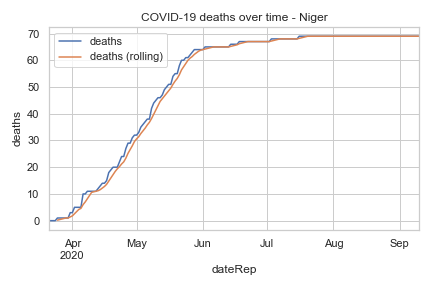 COVID-19 deaths over time - Niger
deaths
deaths (rolling)
70
60
50
40
30
20
10
0
deaths
Apr
2020
May
Jun
Jul
Aug
Sep
dateRep